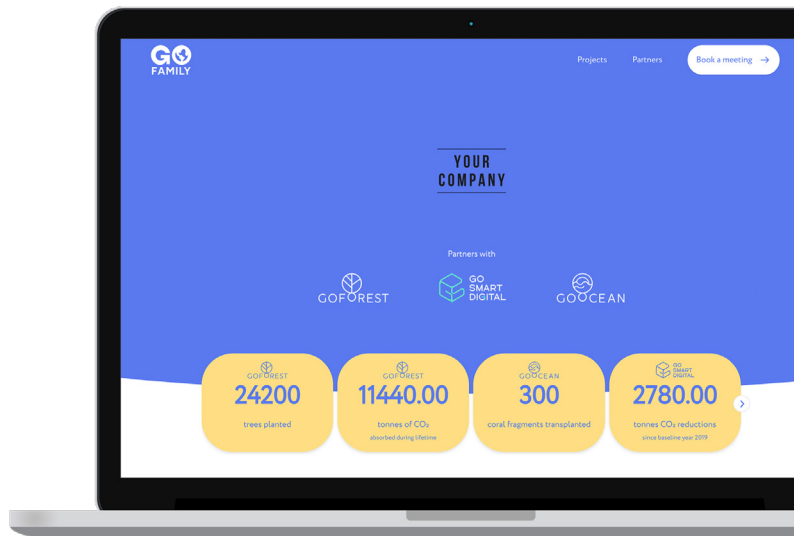 GO
FAMILY
Projects
Partners
Book a meeting
YOUR
COMPANY
Partners with
GOFOREST
GO
SMART
DIGITAL
GOOCEAN
GOFOREST
24200
trees planted
GOFOREST
11440.00
tonnes of CO₂
absorbed during lifetime
GOOCEAN
300
coral fragments transplanted
GO
SMART
DIGITAL
2780.00
tonnes CO₂ reductions
since baseline year 2019